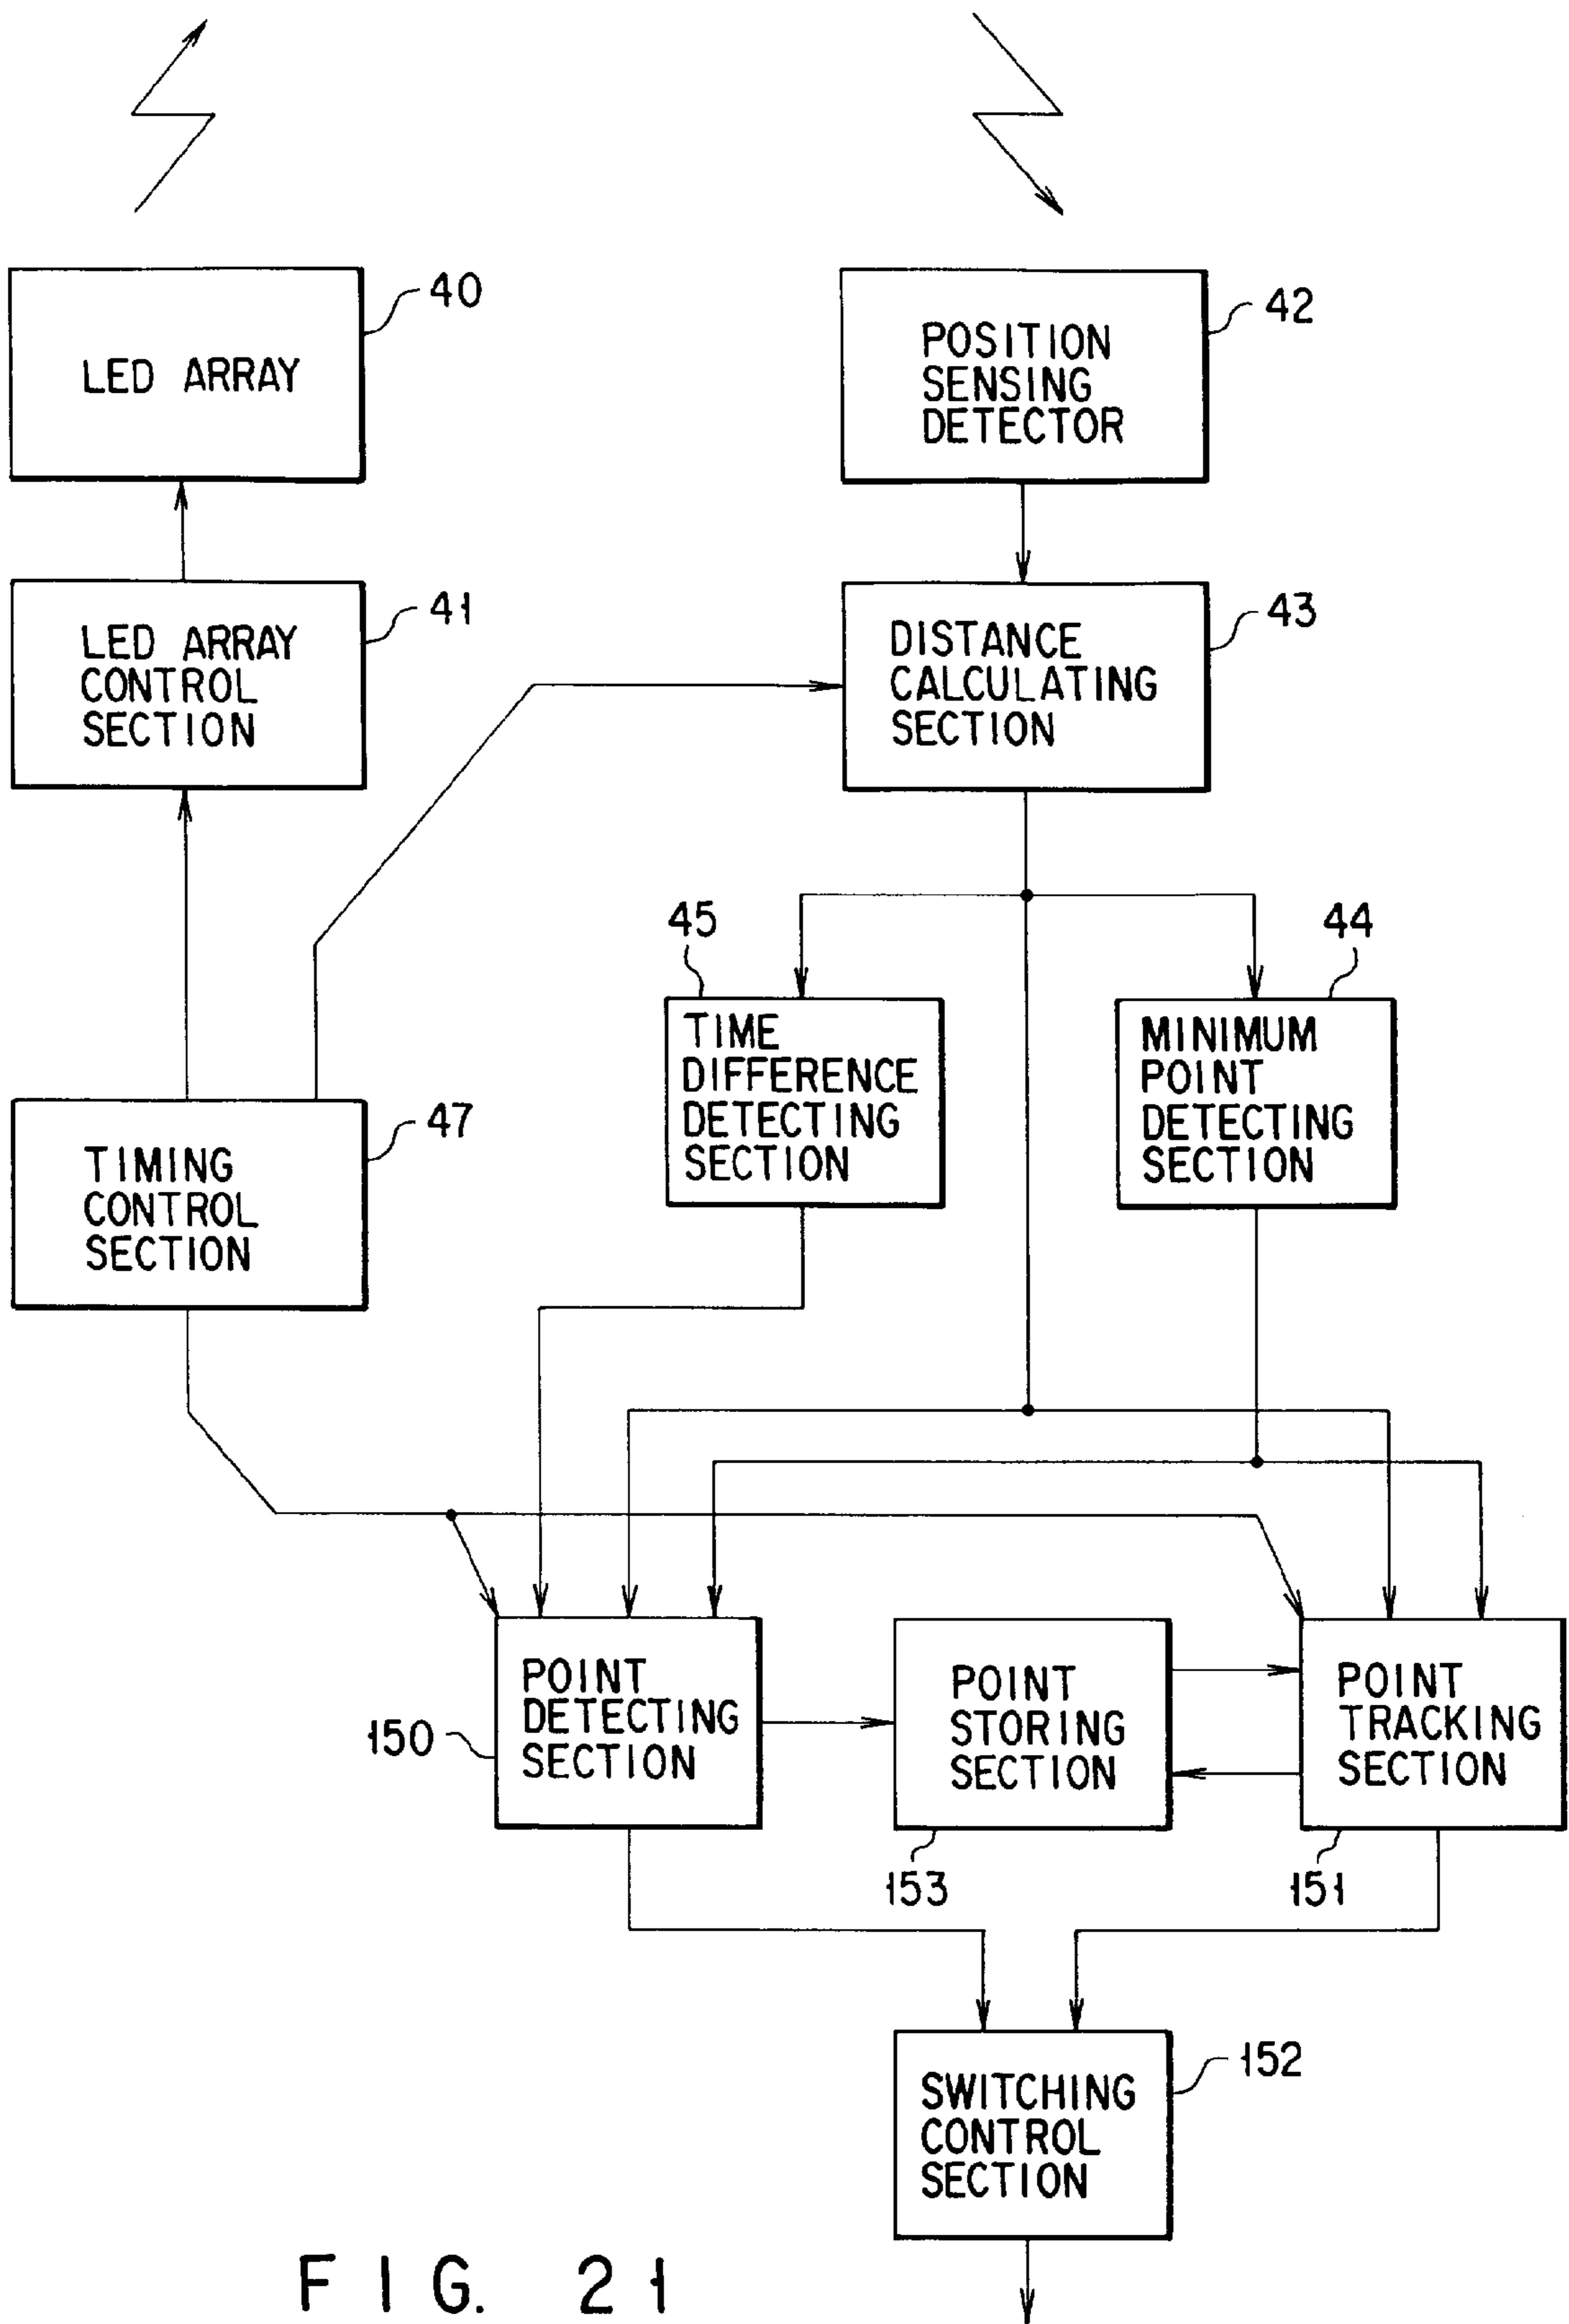 40
LED ARRAY
42
POSITION
SENSING
DETECTOR
41
LED ARRAY
CONTROL
SECTION
43
DISTANCE
CALCULATING
SECTION
45
TIME
DIFFERENCE
DETECTING
SECTION
44
MINIMUM
POINT
DETECTING
SECTION
47
TIMING
CONTROL
SECTION
150
POINT
DETECTING
SECTION
POINT
STORING
SECTION
153
POINT
TRACKING
SECTION
151
152
SWITCHING
CONTROL
SECTION
FIG. 21